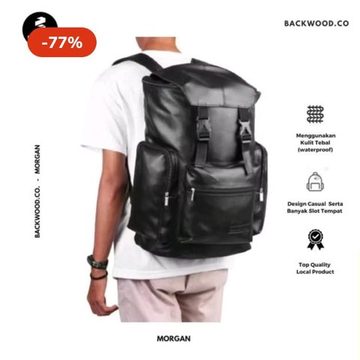 -77%
BACKWOOD.CO
BACKWOOD.CO. - MORGAN
Menggunakan
Kulit Tebal
(waterproof)
Design Casual Serta
Banyak Slot Tempat
Top Quality
Local Product
MORGAN